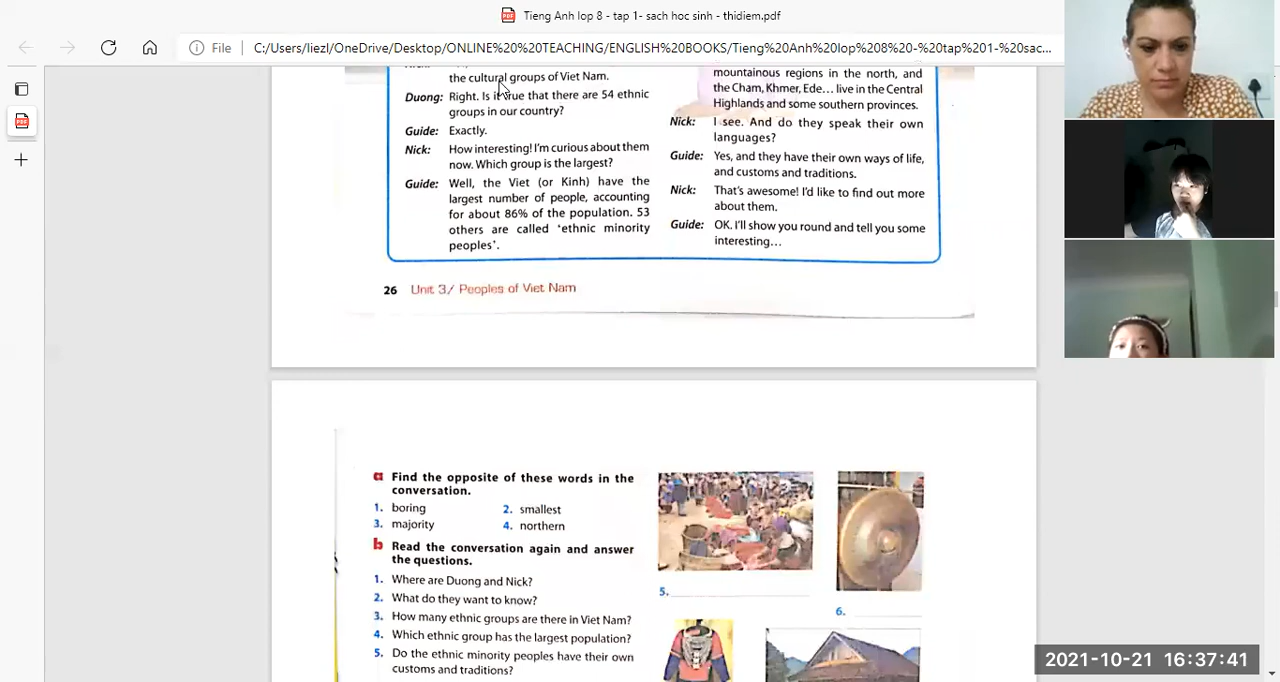 Tieng Anh lop 8 - tap 1- sach hoc sinh - thidiem.pdf
File C:/Users/liezl/OneDrive/Desktop/ONLINE%20%20TEACHING/ENGLISH%20BOOKS/Tieng%20Anh%20lop%208%20-%20tap%201-%20sac...
the cultural groups of Viet Nam.
Duong: Right. Is it true that there are 54 ethnic
groups in our country?
Guide: Exactly.
Nick: How interesting! I'm curious about them
now. Which group is the largest?
Guide: Well, the Viet (or Kinh) have the
largest number of people, accounting
for about 86% of the population. 53
others are called 'ethnic minority
peoples'.
mountainous regions in the north, and
the Cham, Khmer, Ede... live in the Central
Highlands and some southern provinces.
Nick: I see. And do they speak their own
languages?
Guide: Yes, and they have their own ways of life,
and customs and traditions.
Nick: That's awesome! I'd like to find out more
about them.
Guide: OK. I'll show you round and tell you some
interesting...
26 Unit 3/ Peoples of Viet Nam
a Find the opposite of these words in the
conversation.
1. boring 2. smallest
3. majority 4. northern
b Read the conversation again and answer
the questions.
1. Where are Duong and Nick?
2. What do they want to know?
3. How many ethnic groups are there in Viet Nam?
4. Which ethnic group has the largest population?
5. Do the ethnic minority peoples have their own
customs and traditions?
5.
6.
2021-10-21 16:37:41